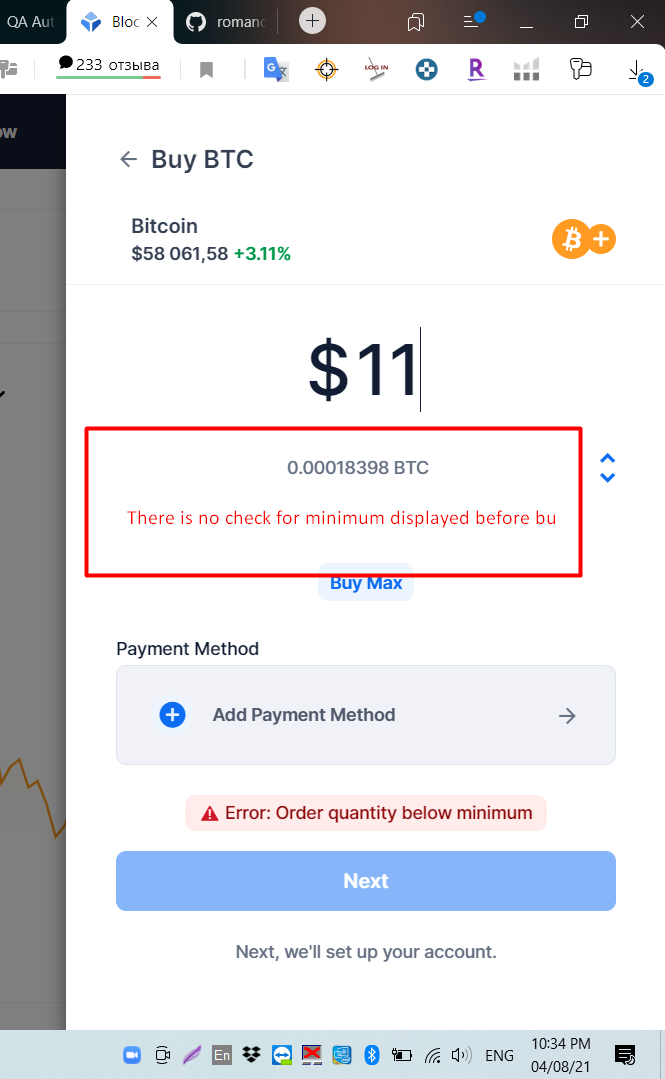 QA Aut
Bloc
romanc
233 отзыва
LOG IN
R
2
ow
Buy BTC
Bitcoin
$58 061,58 +3.11%
$11
0.00018398 BTC
There is no check for minimum displayed before bu
Buy Max
Payment Method
Add Payment Method
Error: Order quantity below minimum
Next
Next, we'll set up your account.
En
ENG
10:34 PM
04/08/21